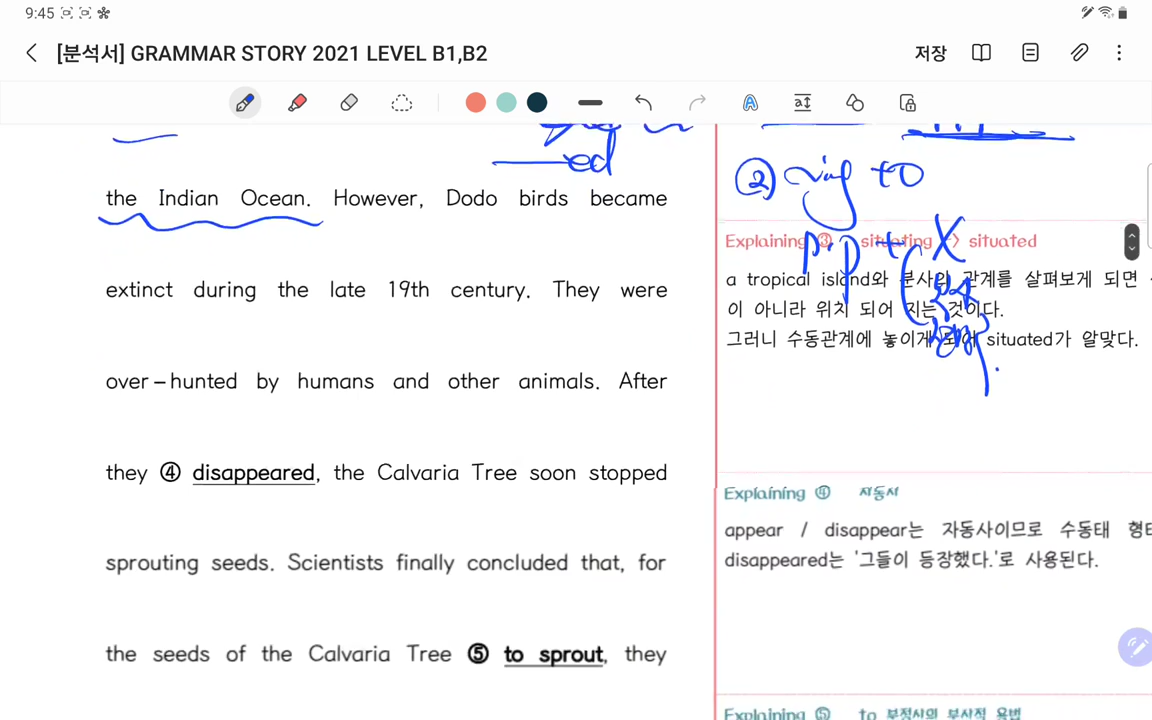 9:45
[분석서] GRAMMAR STORY 2021 LEVEL B1,B2
저장
ed
the Indian Ocean. However, Dodo birds became
extinct during the late 19th century. They were
over-hunted by humans and other animals. After
they ④ disappeared, the Calvaria Tree soon stopped
sprouting seeds. Scientists finally concluded that, for
the seeds of the Calvaria Tree ⑤ to sprout, they
② ving to
p.p + X
Explaining ③ situating -> situated
a tropical island와 분사의 관계를 살펴보게 되면
이 아니라 위치 되어 지는 것이다.
그러니 수동관계에 놓이게 되어 situated가 알맞다.
Explaining ④ 자동사
appear / disappear는 자동사이므로 수동태
disappeared는 '그들이 등장했다.'로 사용된다.
Explaining ⑤ to 부정사의 부사적 용법